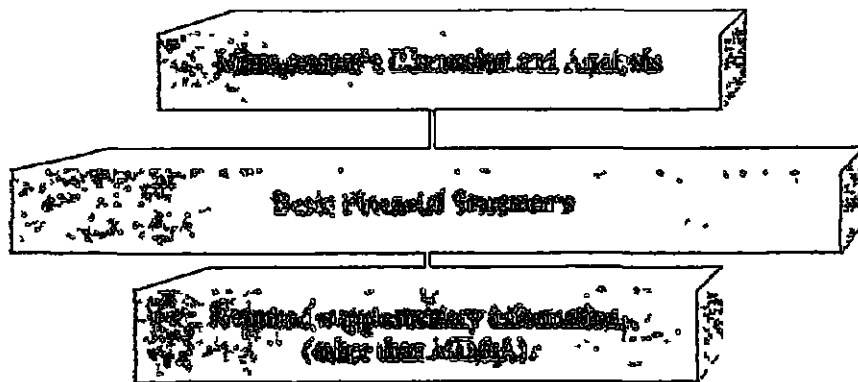 Management's Discussion and Analysis
Basic Financial Statements
Required supplementary information
(other than MD&A)